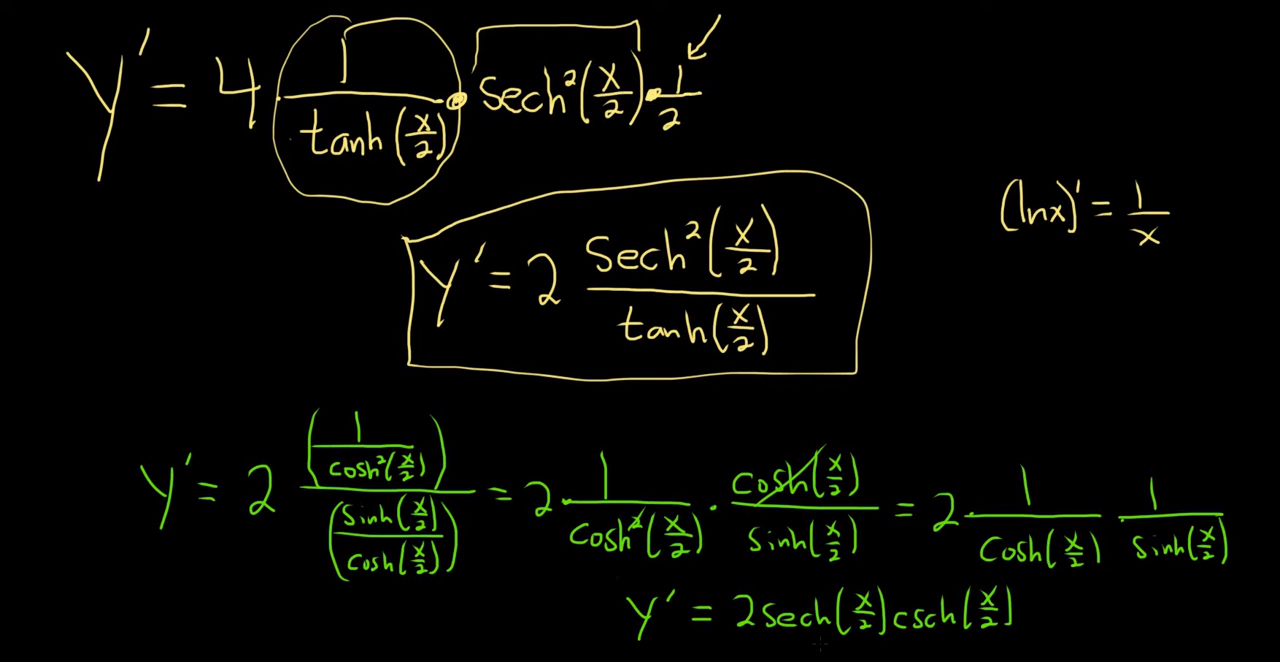 Y' = 4 1/tanh(x/2) · Sech²(x/2) · 1/2
(lnx)' = 1/x
Y' = 2 Sech²(x/2)/tanh(x/2)
Y' = 2 (1/cosh²(x/2))/(sinh(x/2)/cosh(x/2)) = 2 · 1/cosh²(x/2) · cosh(x/2)/sinh(x/2) = 2 · 1/cosh(x/2) · 1/sinh(x/2)
Y' = 2 sech(x/2) csch(x/2)